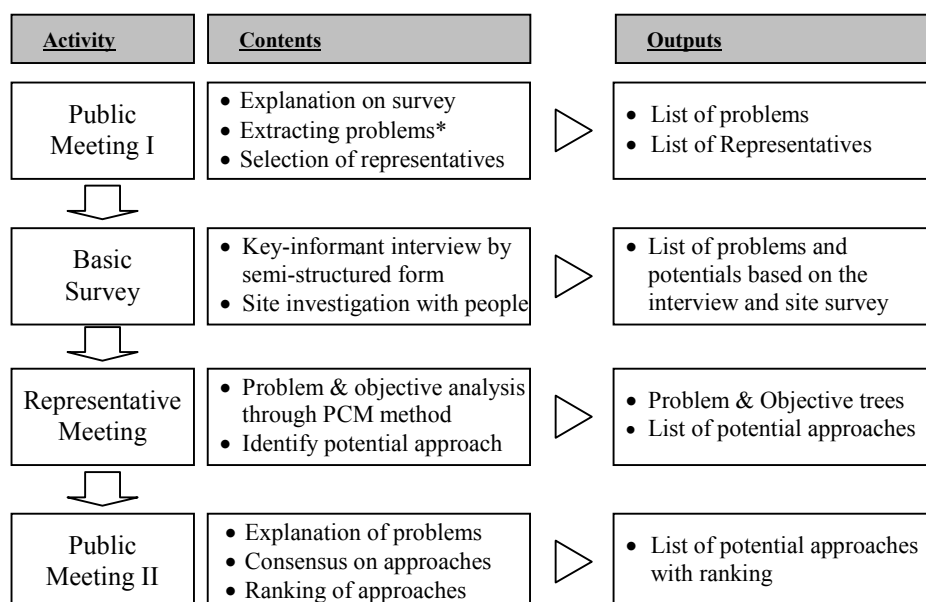 Activity
Contents
Outputs
Public
Meeting I
• Explanation on survey
• Extracting problems*
• Selection of representatives
• List of problems
• List of Representatives
Basic
Survey
• Key-informant interview by
semi-structured form
• Site investigation with people
• List of problems and
potentials based on the
interview and site survey
Representative
Meeting
• Problem & objective analysis
through PCM method
• Identify potential approach
• Problem & Objective trees
• List of potential approaches
Public
Meeting II
• Explanation of problems
• Consensus on approaches
• Ranking of approaches
• List of potential approaches
with ranking